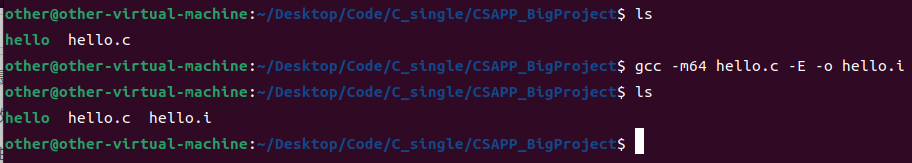 other@other-virtual-machine:~/Desktop/Code/C_single/CSAPP_BigProject$ ls
hello  hello.c
other@other-virtual-machine:~/Desktop/Code/C_single/CSAPP_BigProject$ gcc -m64 hello.c -E -o hello.i
other@other-virtual-machine:~/Desktop/Code/C_single/CSAPP_BigProject$ ls
hello  hello.c  hello.i
other@other-virtual-machine:~/Desktop/Code/C_single/CSAPP_BigProject$